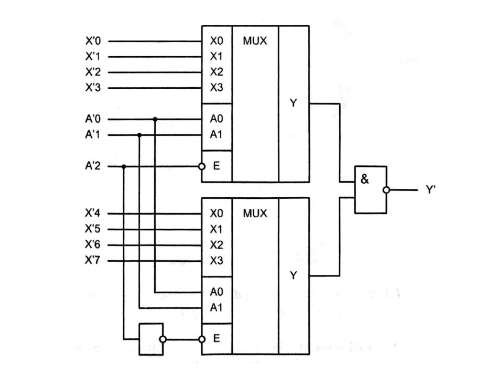 X'0 X0 MUX
X'1 X1
X'2 X2
X'3 X3
Y
A'0 A0
A'1 A1
A'2 E
&
Y'
X'4 X0 MUX
X'5 X1
X'6 X2
X'7 X3
Y
A0
A1
E